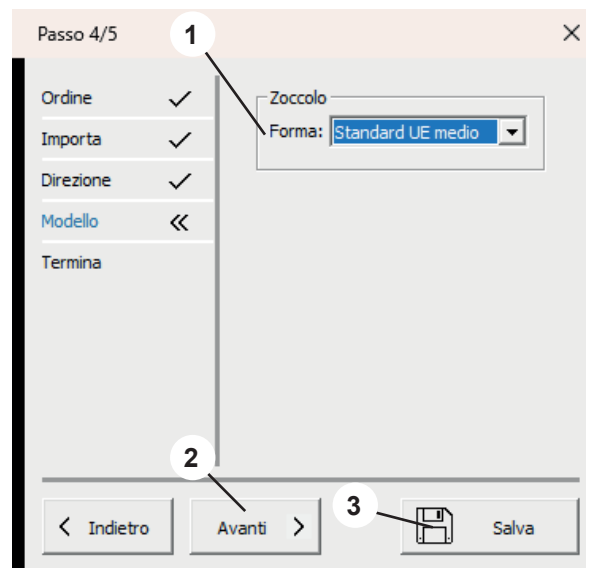 Passo 4/5
1
Ordine
Importa
Direzione
Modello
Termina
Zoccolo
Forma: Standard UE medio
2
3
Indietro
Avanti
Salva